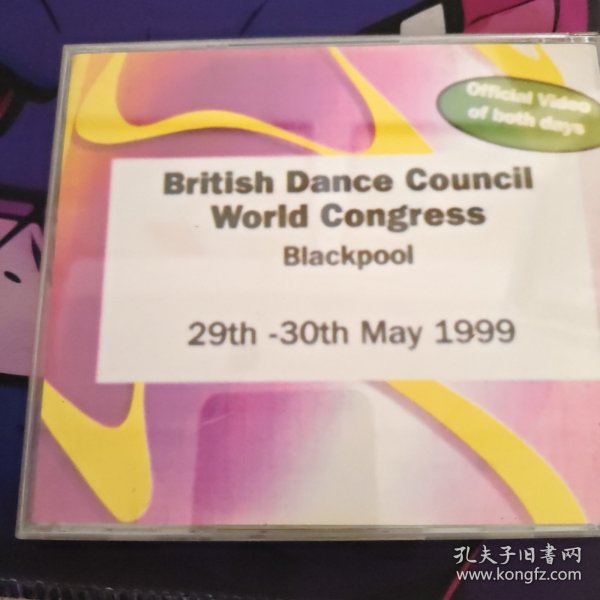 Official Video
of both days
British Dance Council
World Congress
Blackpool
29th -30th May 1999
孔夫子旧书网
www.kongfz.com